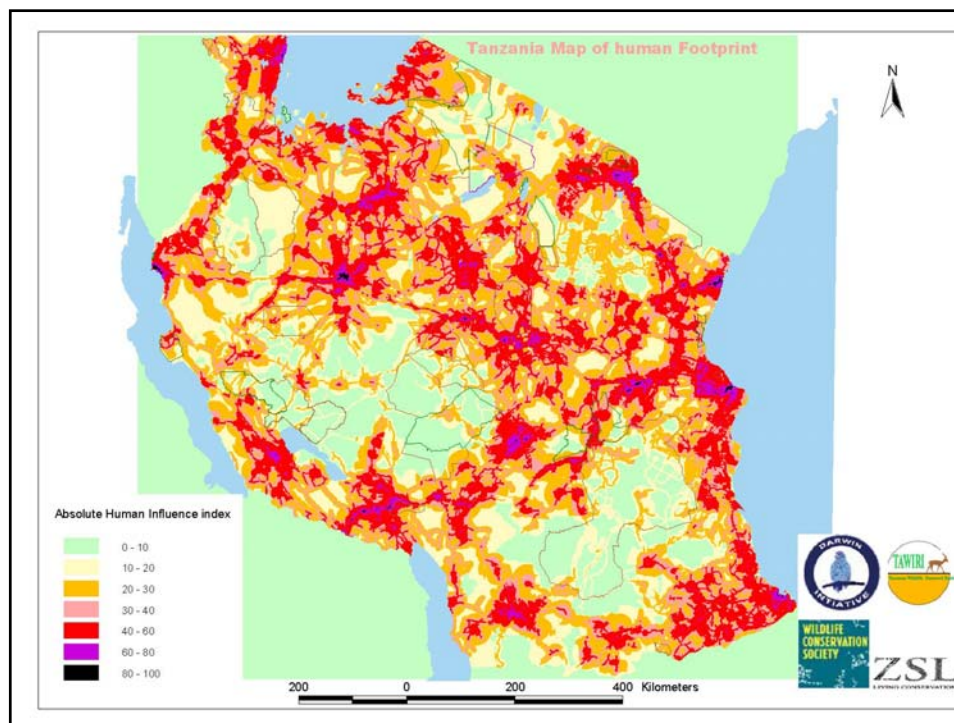 Tanzania Map of human Footprint
N
Absolute Human Influence index
0 - 10
10 - 20
20 - 30
30 - 40
40 - 60
60 - 80
80 - 100
200 0 200 400 Kilometers
DARWIN
INITIATIVE
TAWIRI
WILDLIFE
CONSERVATION
SOCIETY
ZSL
LIVING CONSERVATION